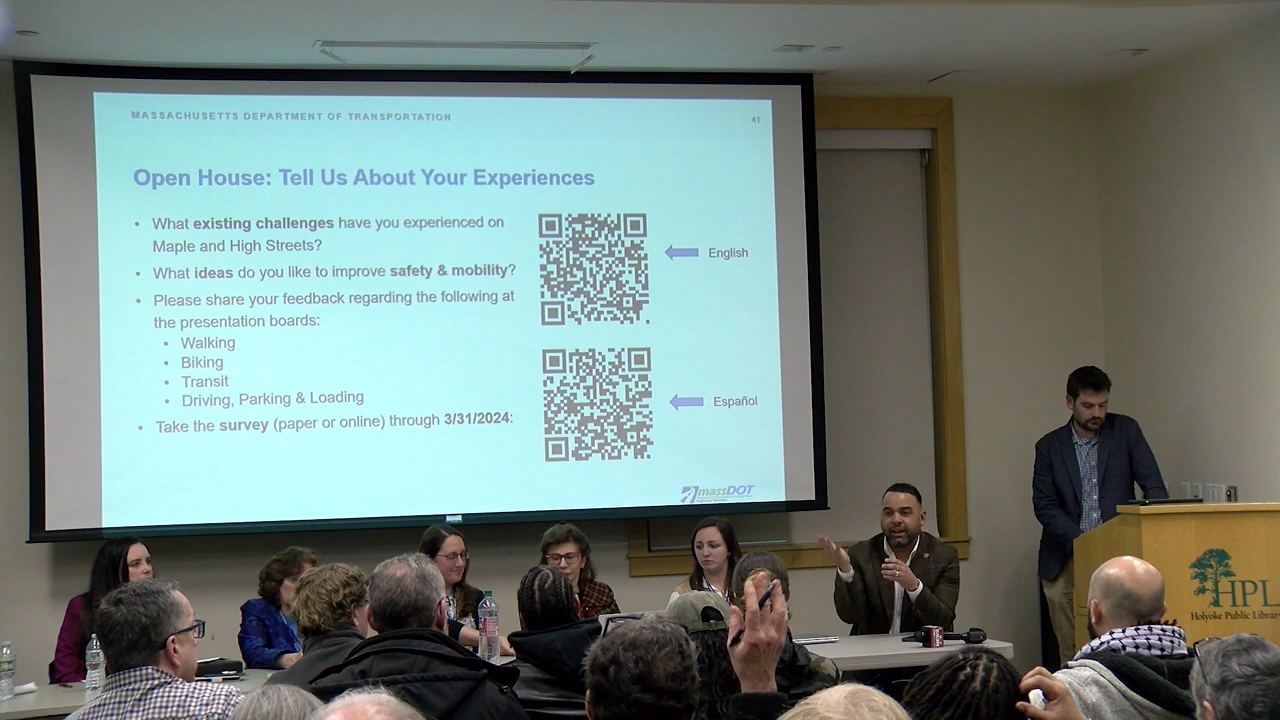 MASSACHUSETTS DEPARTMENT OF TRANSPORTATION
41
Open House: Tell Us About Your Experiences
• What existing challenges have you experienced on
Maple and High Streets?
• What ideas do you like to improve safety & mobility?
• Please share your feedback regarding the following at
the presentation boards:
• Walking
• Biking
• Transit
• Driving, Parking & Loading
• Take the survey (paper or online) through 3/31/2024:
English
Español
massDOT
HPL
Holyoke Public Library